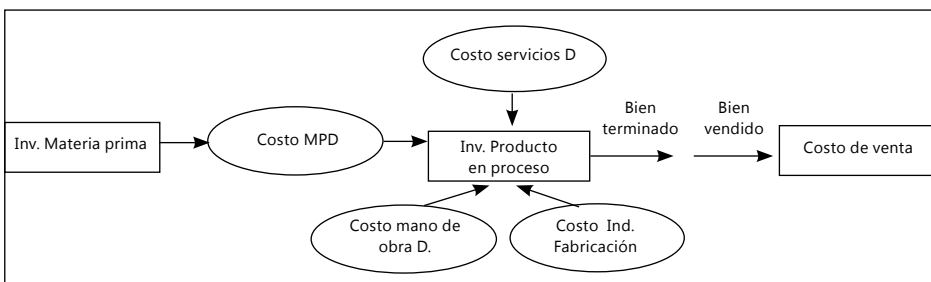 Costo servicios D
Inv. Materia prima
Costo MPD
Inv. Producto
en proceso
Bien
terminado
Bien
vendido
Costo de venta
Costo mano de
obra D.
Costo Ind.
Fabricación